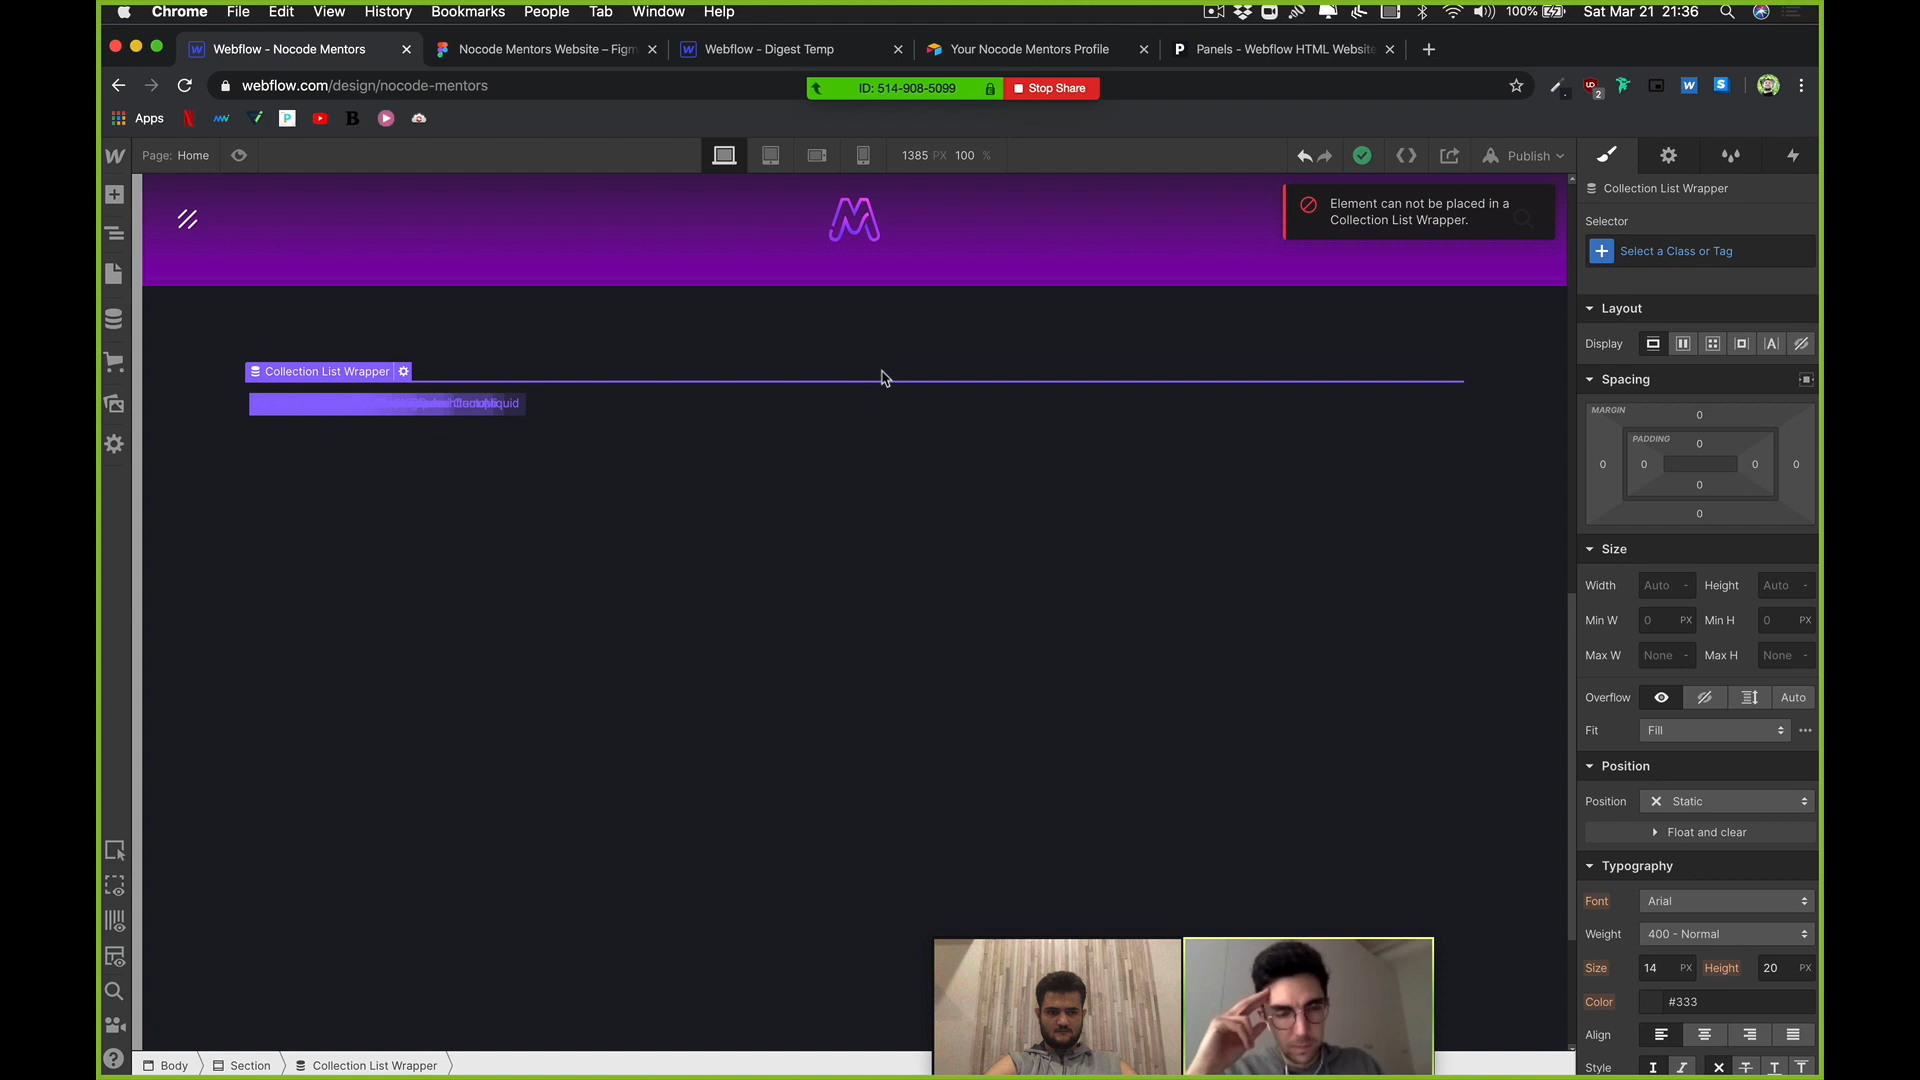 Chrome File Edit View History Bookmarks People Tab Window Help 100% Sat Mar 21 21:36
Webflow - Nocode Mentors Nocode Mentors Website – Figm Webflow - Digest Temp Your Nocode Mentors Profile Panels - Webflow HTML Website
webflow.com/design/nocode-mentors ID: 514-908-5099 Stop Share 2
Apps
Page: Home 1385 PX 100 % Publish
Element can not be placed in a
Collection List Wrapper.
Collection List Wrapper
Collection List Wrapper
Selector
Select a Class or Tag
Layout
Display
Spacing
MARGIN
0
PADDING
0
0 0 0 0
0
0
Size
Width Auto - Height Auto -
Min W 0 PX Min H 0 PX
Max W None - Max H None -
Overflow Auto
Fit Fill
Position
Position Static
Float and clear
Typography
Font Arial
Weight 400 - Normal
Size 14 PX Height 20 PX
Color #333
Align
Style
Body Section Collection List Wrapper